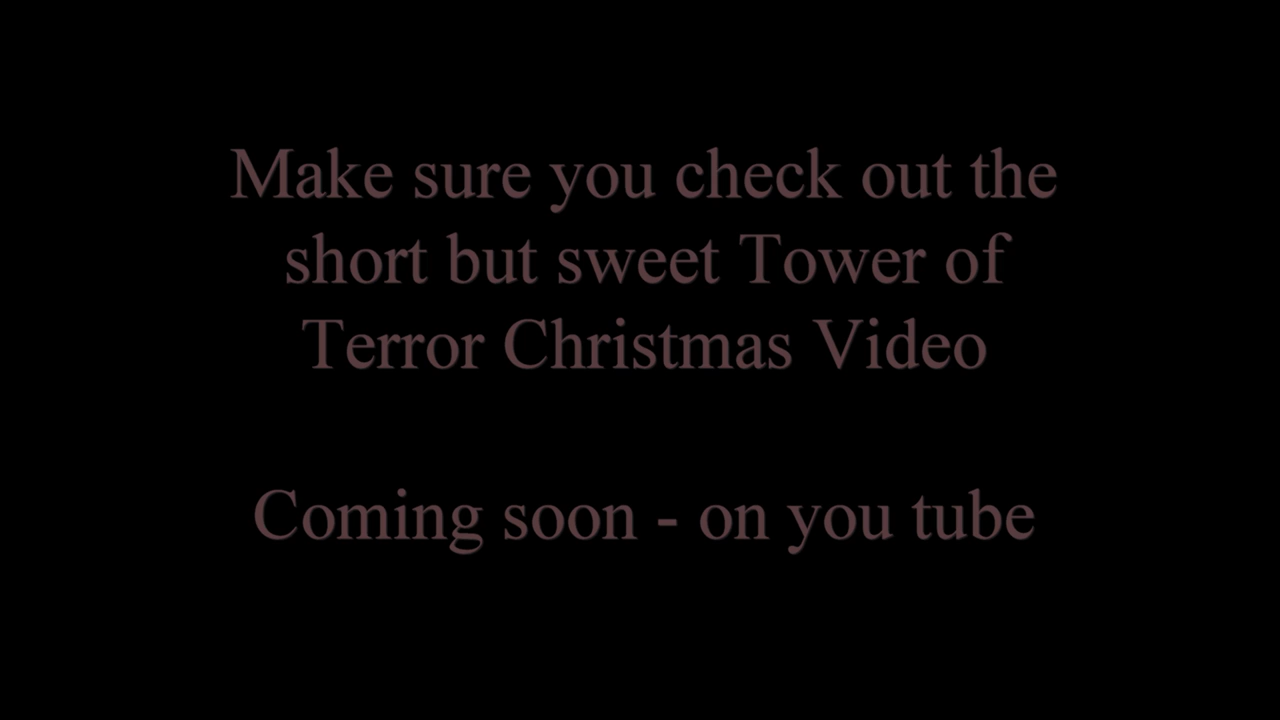 Make sure you check out the
short but sweet Tower of
Terror Christmas Video
Coming soon - on you tube